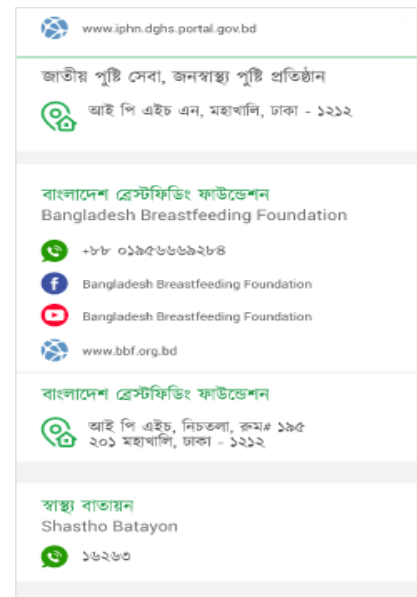 www.iphn.dghs.portal.gov.bd
জাতীয় পুষ্টি সেবা, জনস্বাস্থ্য পুষ্টি প্রতিষ্ঠান
আই পি এইচ এন, মহাখালি, ঢাকা - ১২১২
বাংলাদেশ ব্রেস্টফিডিং ফাউন্ডেশন
Bangladesh Breastfeeding Foundation
+৮৮ ০১৯৫৬৬৬৯২৮৪
Bangladesh Breastfeeding Foundation
Bangladesh Breastfeeding Foundation
www.bbf.org.bd
বাংলাদেশ ব্রেস্টফিডিং ফাউন্ডেশন
আই পি এইচ, নিচতলা, রুম# ১৯৫
২০১ মহাখালি, ঢাকা - ১২১২
স্বাস্থ্য বাতায়ন
Shastho Batayon
১৬২৬৩